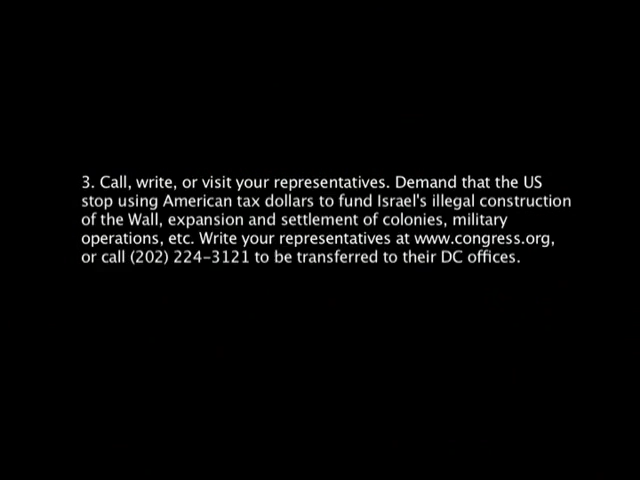 3. Call, write, or visit your representatives. Demand that the US
stop using American tax dollars to fund Israel's illegal construction
of the Wall, expansion and settlement of colonies, military
operations, etc. Write your representatives at www.congress.org,
or call (202) 224-3121 to be transferred to their DC offices.